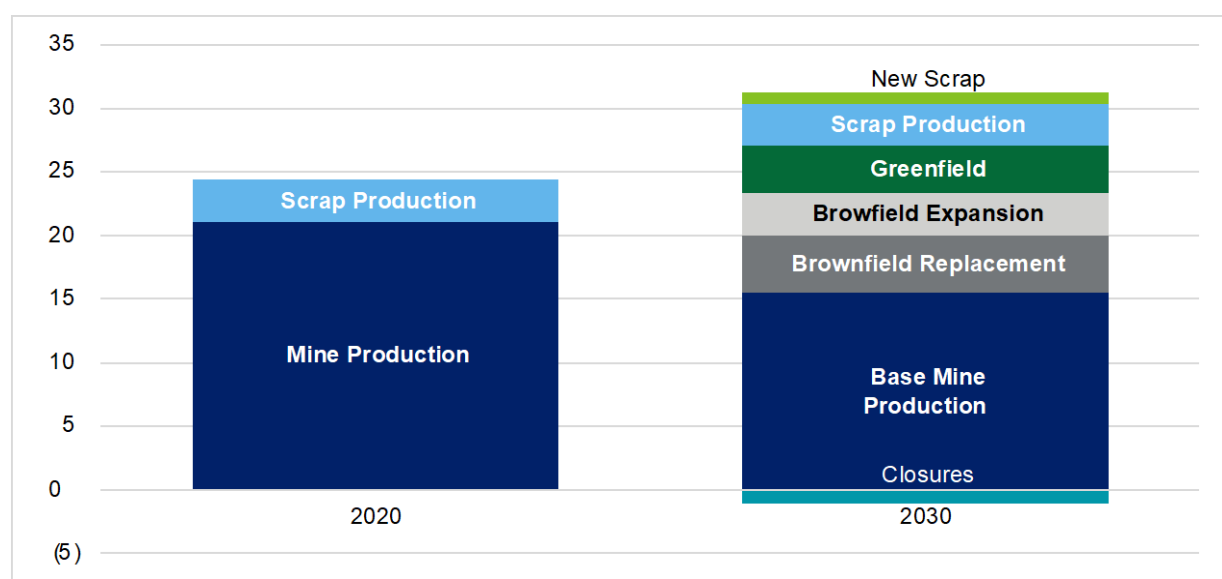 35
30
25
20
15
10
5
0
(5)
Scrap Production
Mine Production
2020
New Scrap
Scrap Production
Greenfield
Browfield Expansion
Brownfield Replacement
Base Mine
Production
Closures
2030